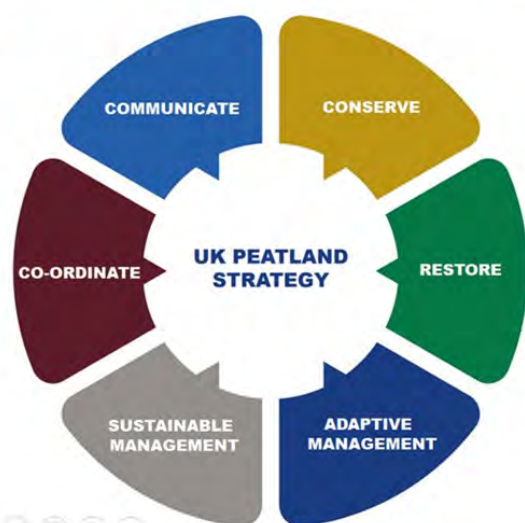 COMMUNICATE
CONSERVE
UK PEATLAND
STRATEGY
CO-ORDINATE
RESTORE
SUSTAINABLE
MANAGEMENT
ADAPTIVE
MANAGEMENT